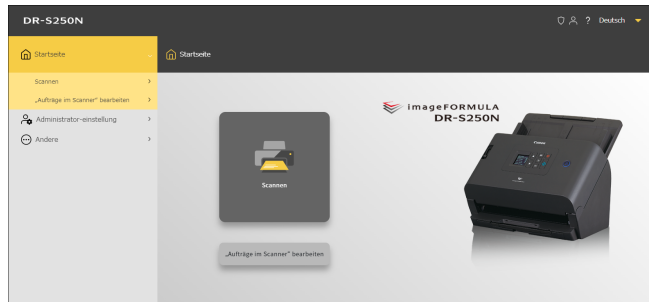 DR-S250N
? Deutsch
Startseite
Startseite
Scannen
„Aufträge im Scanner“ bearbeiten
Administrator-einstellung
Andere
imageFORMULA
DR-S250N
Canon
Scannen
„Aufträge im Scanner“ bearbeiten